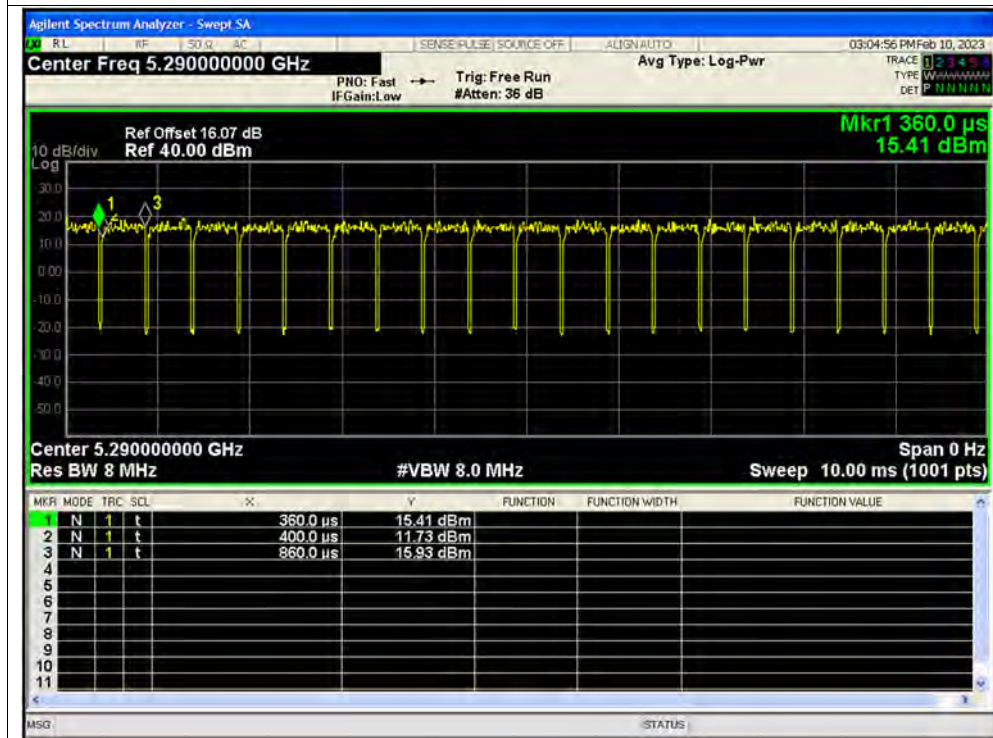 Agilent Spectrum Analyzer - Swept SA
RL RF 50 Ω AC SENSE:PULSE SOURCE OFF ALIGN AUTO 03:04:56 PM Feb 10, 2023
Center Freq 5.290000000 GHz
Avg Type: Log-Pwr
TRACE 1 2 3 4 5 6
PNO: Fast Trig: Free Run
TYPE W
IFGain:Low #Atten: 36 dB
DET P N N N N N
Mkr1 360.0 µs
15.41 dBm
Ref Offset 16.07 dB
10 dB/div Ref 40.00 dBm
Log
30.0
20.0
10.0
0.00
-10.0
-20.0
-30.0
-40.0
-50.0
1 2 3
Center 5.290000000 GHz Span 0 Hz
Res BW 8 MHz #VBW 8.0 MHz Sweep 10.00 ms (1001 pts)
MKR MODE TRC SCL X Y FUNCTION FUNCTION WIDTH FUNCTION VALUE
1 N 1 t 360.0 µs 15.41 dBm
2 N 1 t 400.0 µs 11.73 dBm
3 N 1 t 860.0 µs 15.93 dBm
4
5
6
7
8
9
10
11
MSG STATUS